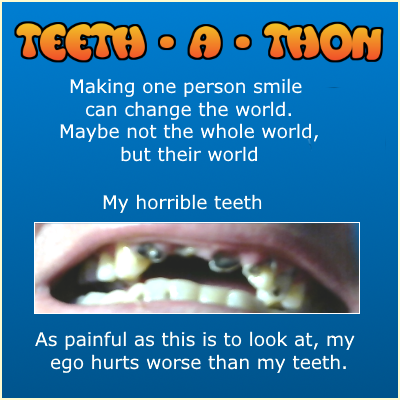 TEETH • A • THON
Making one person smile
can change the world.
Maybe not the whole world,
but their world
My horrible teeth
As painful as this is to look at, my
ego hurts worse than my teeth.